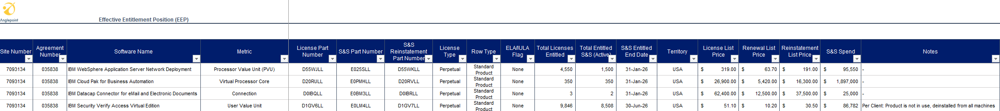 Anglepoint
Effective Entitlement Position (EEP)
Site Number Agreement Number Software Name Metric License Part Number S&S Part Number S&S Reinstatement Part Number License Type Row Type ELA/IULA Flag Total Licenses Entitled Total Entitled S&S (Active) S&S Entitled End Date Territory License List Price Renewal List Price Reinstatement List Price S&S Spend Notes
7093134 035838 IBM WebSphere Application Server Network Deployment Processor Value Unit (PVU) D55WJLL E025SLL D55WKLL Perpetual Standard Product None 4,550 1,500 31-Jan-26 USA $ 319.00 $ 63.70 $ 191.00 $ 95,550 -
7093134 035838 IBM Cloud Pak for Business Automation Virtual Processor Core D20RULL E0PMHLL D20RVLL Perpetual Standard Product None 350 350 31-Jan-26 USA $ 26,900.00 $ 5,420.00 $ 16,300.00 $ 1,897,000 -
7093134 035838 IBM Datacap Connector for eMail and Electronic Documents Connection D0IBQLL E0BM3LL D0IBRLL Perpetual Standard Product None 3 2 31-Jan-26 USA $ 62,400.00 $ 12,500.00 $ 37,500.00 $ 25,000 -
7093134 035838 IBM Security Verify Access Virtual Edition User Value Unit D1GV6LL E0LM4LL D1GV7LL Perpetual Standard Product None 9,846 8,508 30-Jun-26 USA $ 51.10 $ 10.20 $ 30.50 $ 86,782 Per Client: Product is not in use, deinstalled from all machines